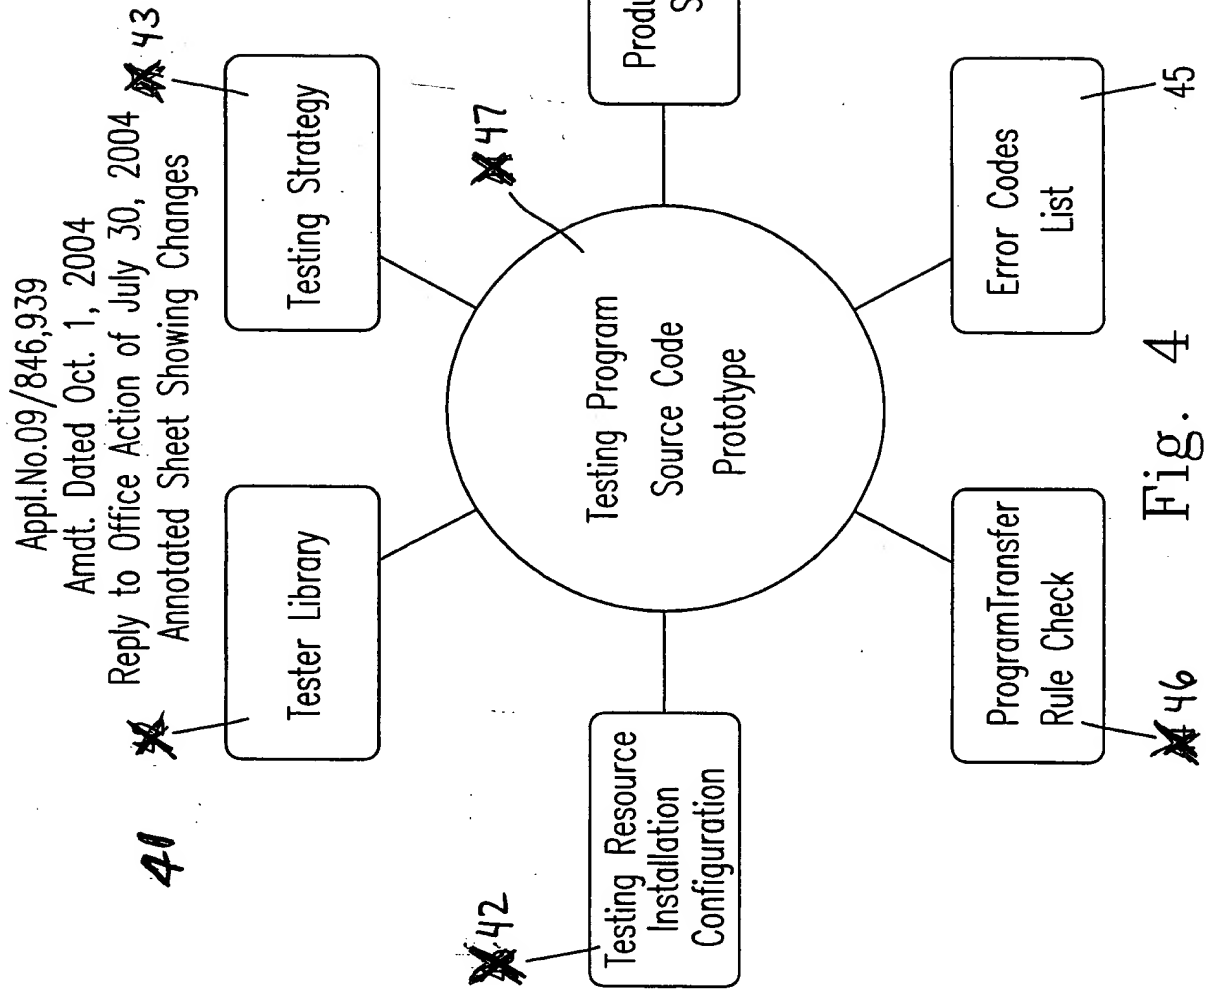 Appl.No.09/846,939
Amdt. Dated Oct. 1, 2004
Reply to Office Action of July 30, 2004
Annotated Sheet Showing Changes
41
43
Tester Library
Testing Strategy
42
47
Testing Resource
Installation
Configuration
Testing Program
Source Code
Prototype
46
ProgramTransfer
Rule Check
Error Codes
List
45
Fig. 4